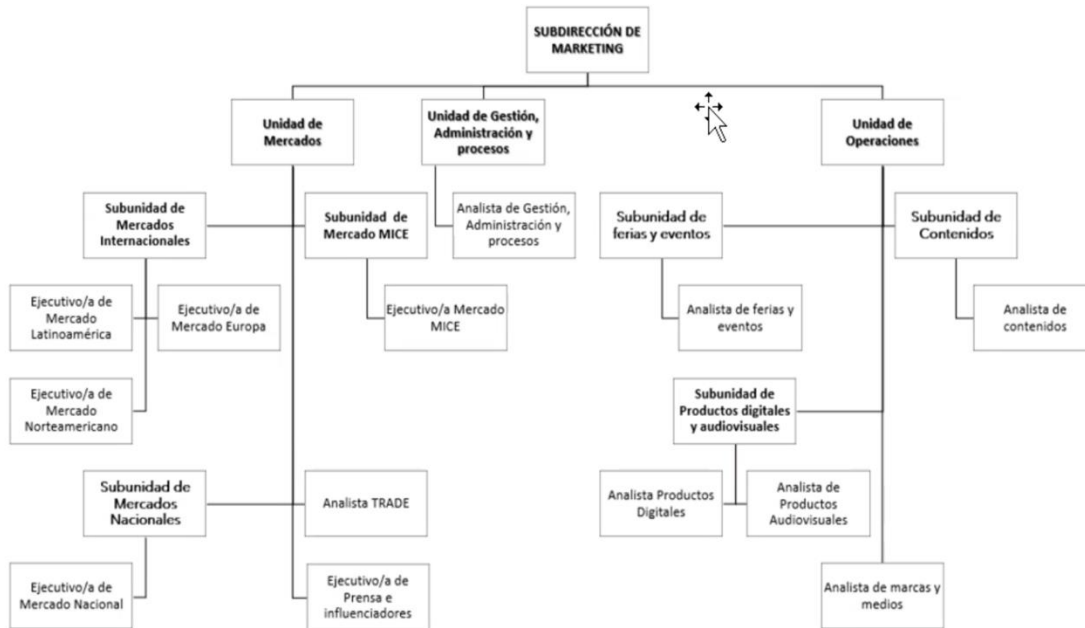 SUBDIRECCIÓN DE
MARKETING
Unidad de
Mercados
Unidad de Gestión,
Administración y
procesos
Unidad de
Operaciones
Subunidad de
Mercados
Internacionales
Subunidad de
Mercado MICE
Analista de Gestión,
Administración y
procesos
Subunidad de
ferias y eventos
Subunidad de
Contenidos
Ejecutivo/a de
Mercado
Latinoamérica
Ejecutivo/a de
Mercado Europa
Ejecutivo/a Mercado
MICE
Analista de ferias y
eventos
Analista de
contenidos
Ejecutivo/a de
Mercado
Norteamericano
Subunidad de
Productos digitales
y audiovisuales
Subunidad de
Mercados
Nacionales
Analista TRADE
Analista Productos
Digitales
Analista de
Productos
Audiovisuales
Ejecutivo/a de
Mercado Nacional
Ejecutivo/a de
Prensa e
influenciadores
Analista de marcas y
medios